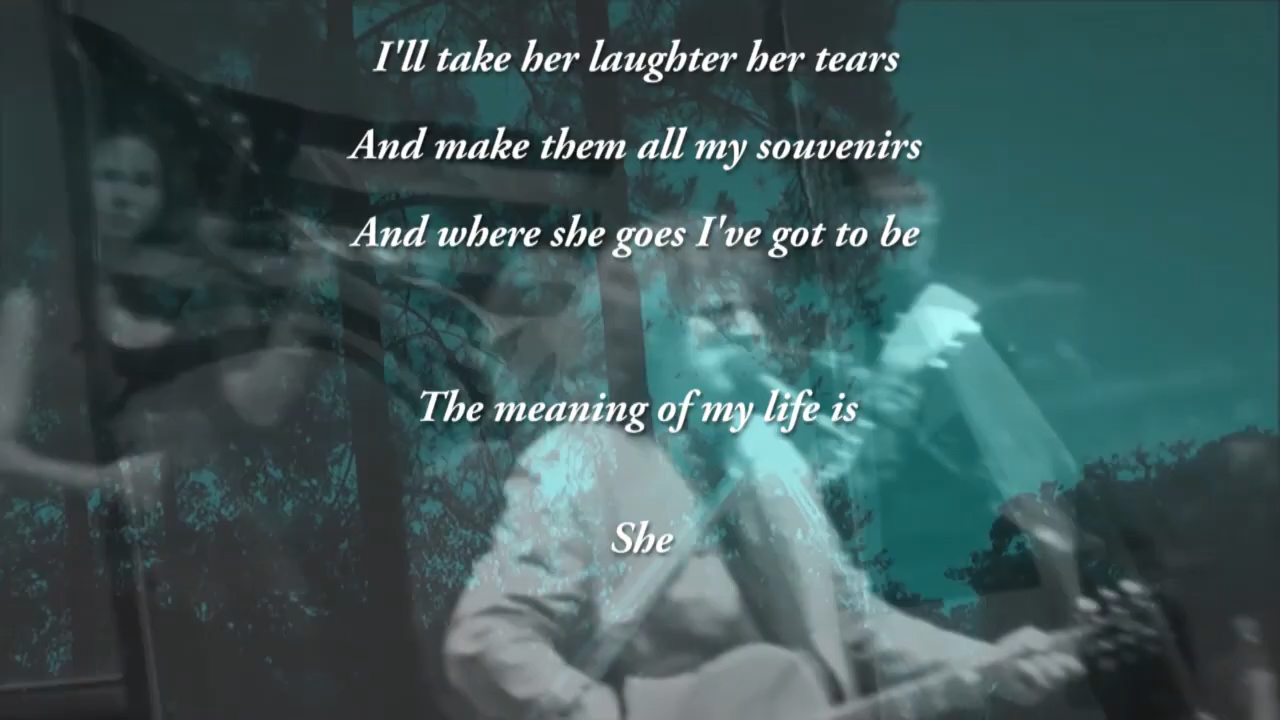 I'll take her laughter her tears
And make them all my souvenirs
And where she goes I've got to be
The meaning of my life is
She